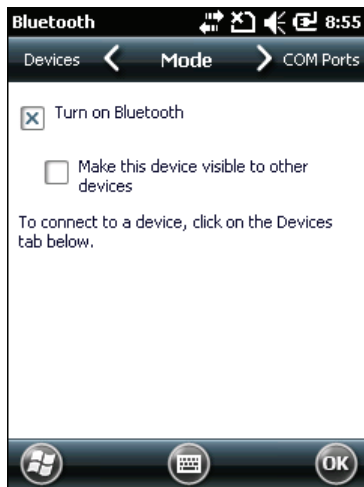 Bluetooth 8:55
Devices Mode COM Ports
Turn on Bluetooth
Make this device visible to other
devices
To connect to a device, click on the Devices
tab below.
OK